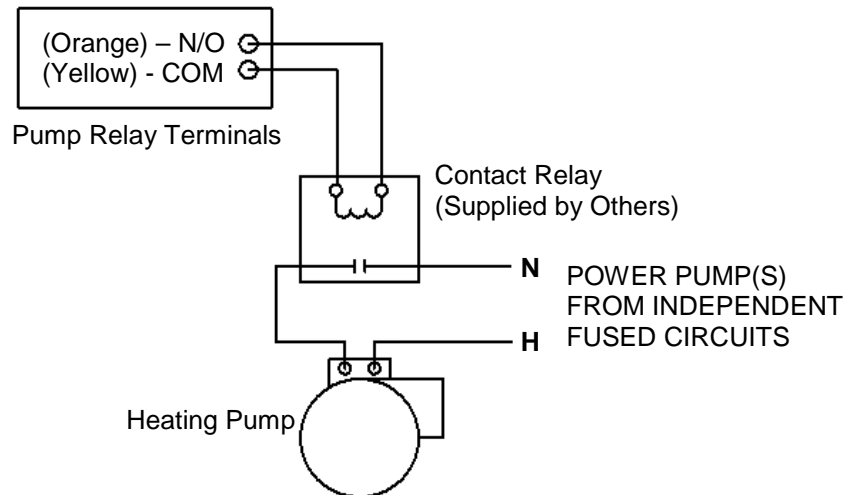 (Orange) – N/O
(Yellow) - COM
Pump Relay Terminals
Contact Relay
(Supplied by Others)
N
POWER PUMP(S)
FROM INDEPENDENT
FUSED CIRCUITS
H
Heating Pump